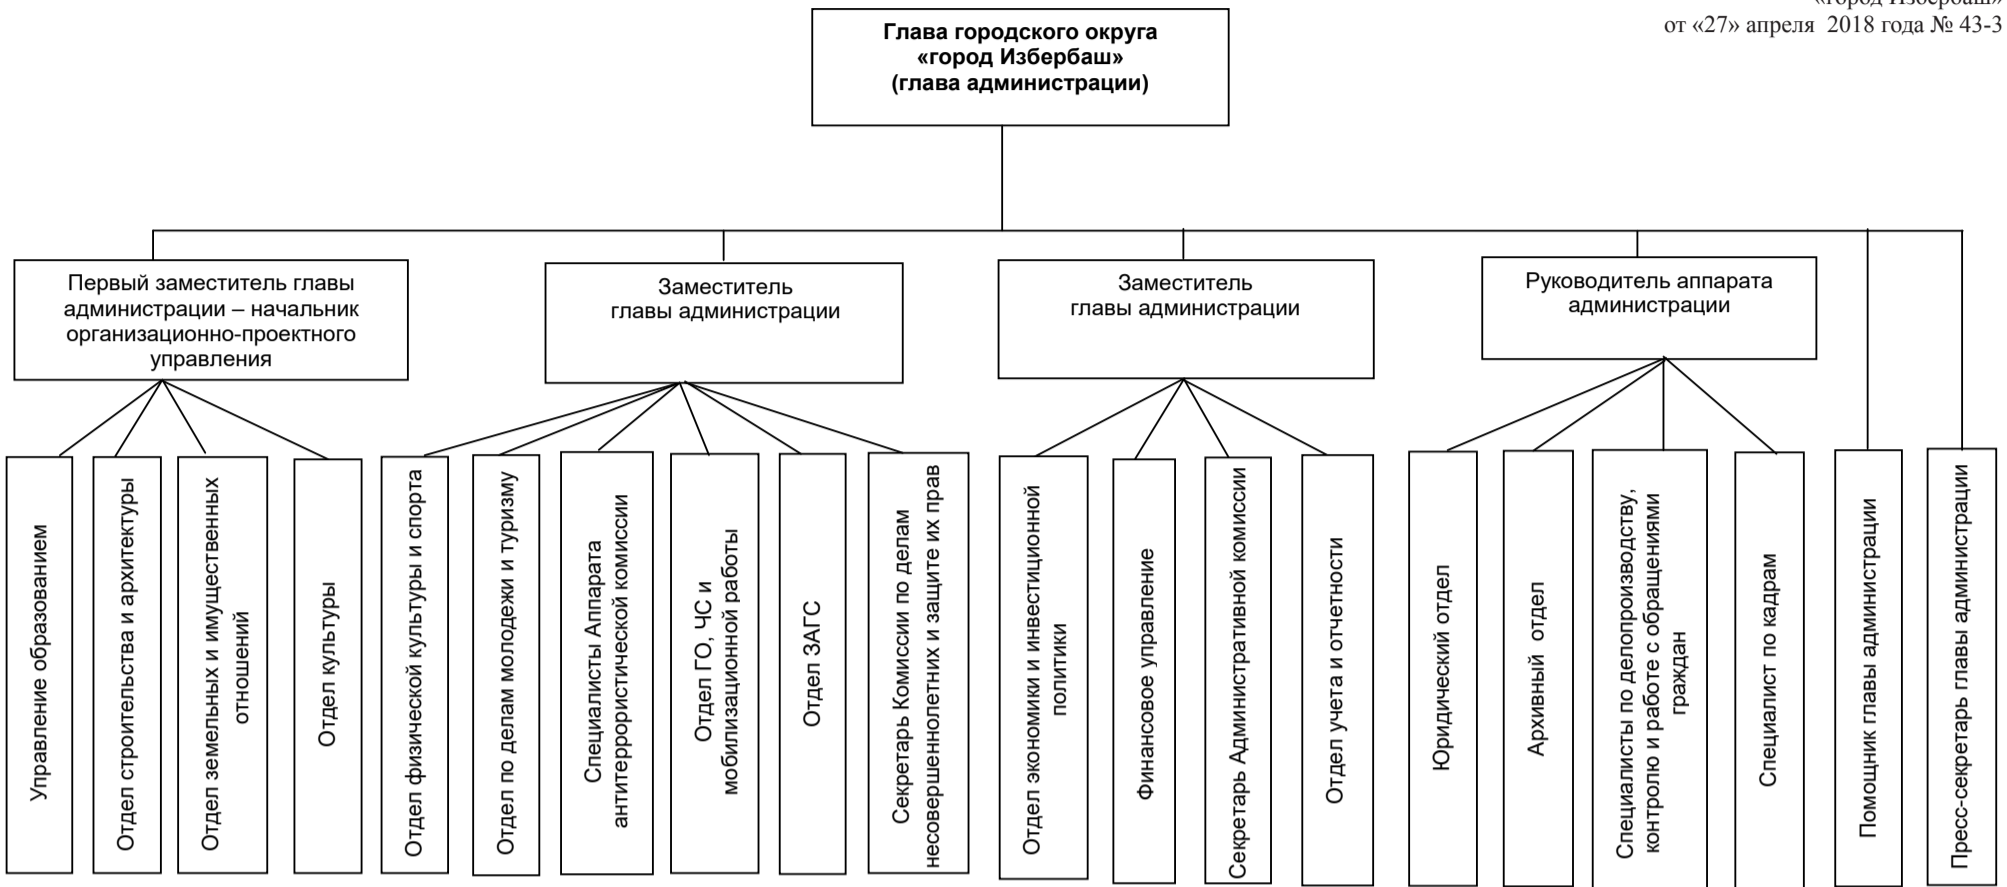 «город Избербаш»
от «27» апреля 2018 года № 43-3
Глава городского округа
«город Избербаш»
(глава администрации)
Первый заместитель главы
администрации – начальник
организационно-проектного
управления
Заместитель
главы администрации
Заместитель
главы администрации
Руководитель аппарата
администрации
Управление образованием
Отдел строительства и архитектуры
Отдел земельных и имущественных
отношений
Отдел культуры
Отдел физической культуры и спорта
Отдел по делам молодежи и туризму
Специалисты Аппарата
антитеррористической комиссии
Отдел ГО, ЧС и
мобилизационной работы
Отдел ЗАГС
Секретарь Комиссии по делам
несовершеннолетних и защите их прав
Отдел экономики и инвестиционной
политики
Финансовое управление
Секретарь Административной комиссии
Отдел учета и отчетности
Юридический отдел
Архивный отдел
Специалисты по делопроизводству,
контролю и работе с обращениями
граждан
Специалист по кадрам
Помощник главы администрации
Пресс-секретарь главы администрации